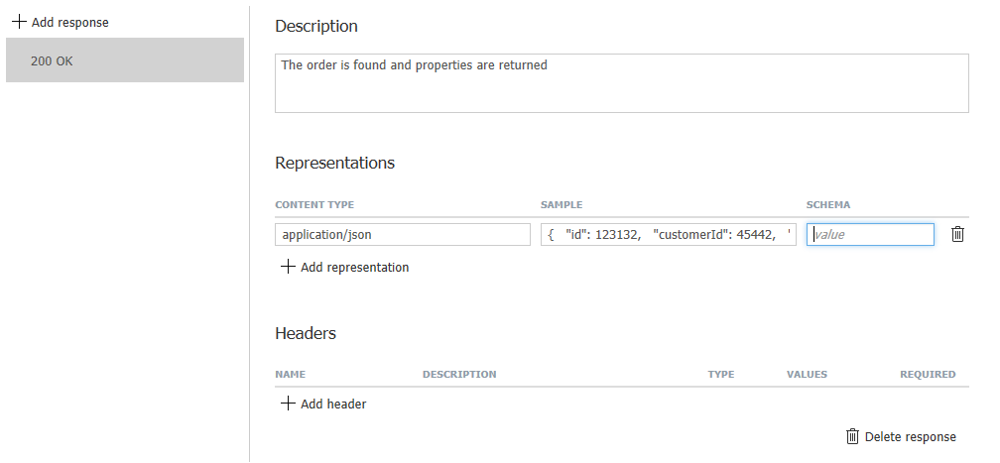 Add response
200 OK
Description
The order is found and properties are returned
Representations
CONTENT TYPE SAMPLE SCHEMA
application/json { "id": 123132, "customerId": 45442, " value
Add representation
Headers
NAME DESCRIPTION TYPE VALUES REQUIRED
Add header
Delete response